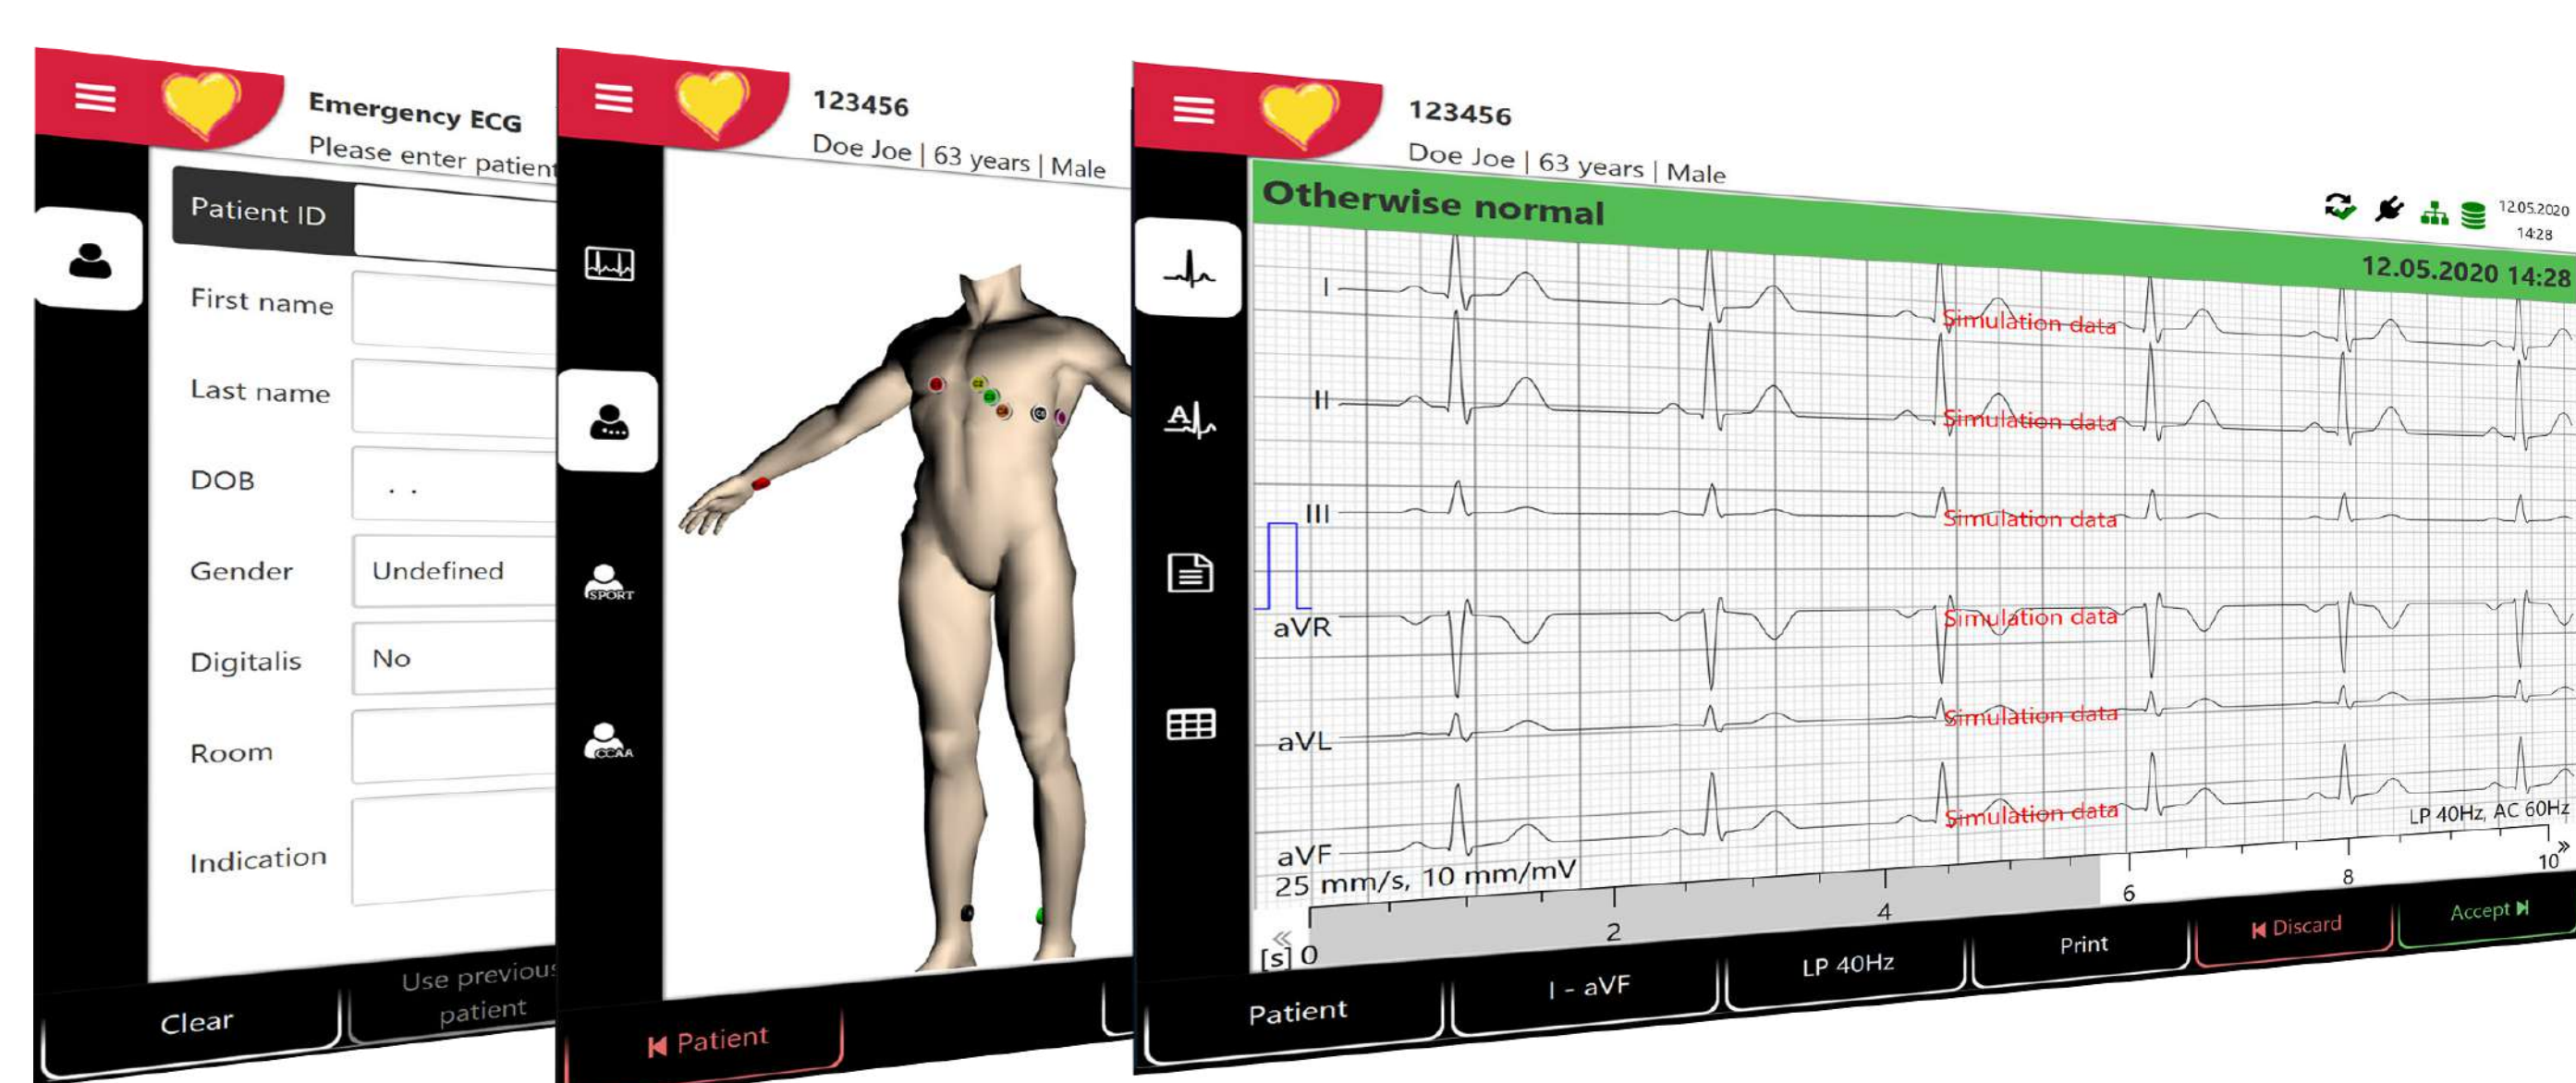 Emergency ECG
Please enter patient
Patient ID
First name
Last name
DOB
. .
Gender
Undefined
Digitalis
No
Room
Indication
Clear
Use previous
patient
123456
Doe Joe | 63 years | Male
C2
SPORT
CCAA
Patient
123456
Doe Joe | 63 years | Male
12.05.2020
14:28
Otherwise normal
12.05.2020 14:28
A
I
Simulation data
II
Simulation data
III
Simulation data
aVR
Simulation data
aVL
Simulation data
aVF
Simulation data
LP 40Hz, AC 60Hz
25 mm/s, 10 mm/mV
[s] 0 2 4 6 8 10
Patient
I - aVF
LP 40Hz
Print
Discard
Accept